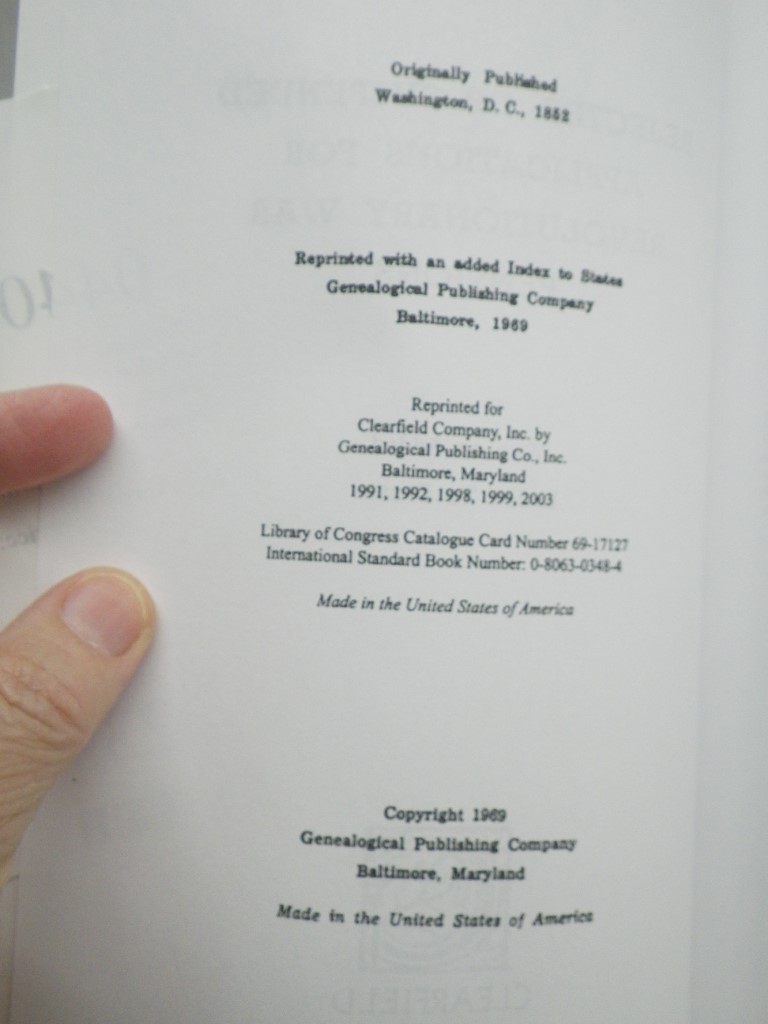 Originally Published
Washington, D. C., 1852
Reprinted with an added Index to States
Genealogical Publishing Company
Baltimore, 1969
Reprinted for
Clearfield Company, Inc. by
Genealogical Publishing Co., Inc.
Baltimore, Maryland
1991, 1992, 1998, 1999, 2003
Library of Congress Catalogue Card Number 69-17127
International Standard Book Number: 0-8063-0348-4
Made in the United States of America
Copyright 1969
Genealogical Publishing Company
Baltimore, Maryland
Made in the United States of America
CLEARFIELD